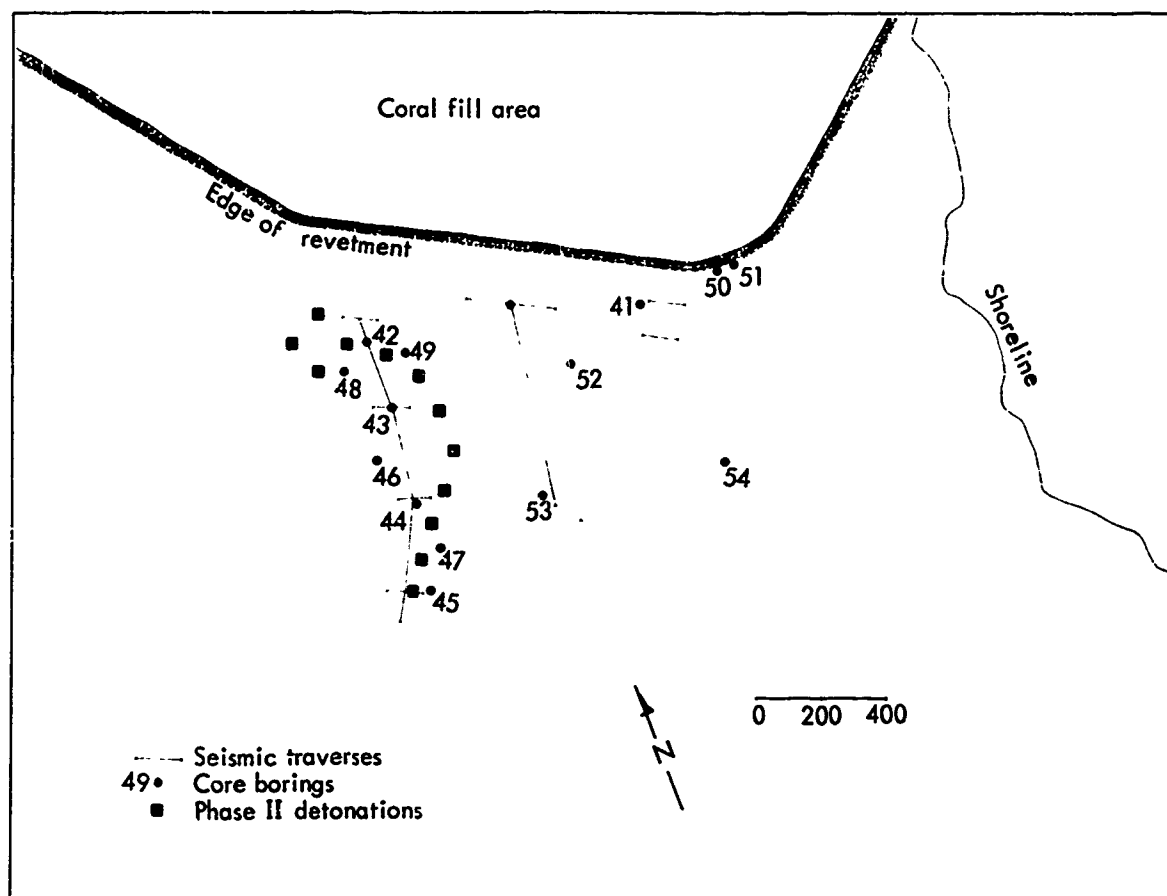 Coral fill area
Edge of revetment
50 51
41
42
49
52
48
43
Shoreline
46
54
53
44
47
45
0 200 400
N
Seismic traverses
49 Core borings
Phase II detonations